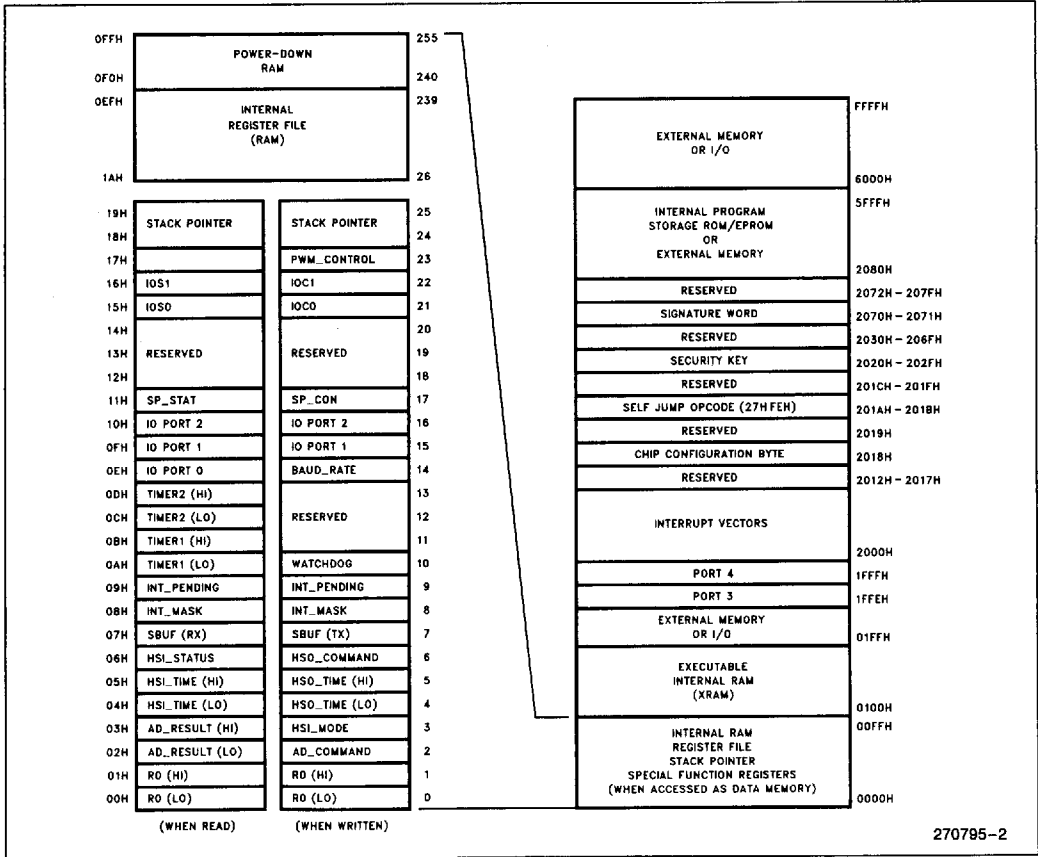 0FFH POWER-DOWN RAM 255
0F0H 240
0EFH INTERNAL REGISTER FILE (RAM) 239
1AH 26
19H STACK POINTER STACK POINTER 25
18H 24
17H PWM_CONTROL 23
16H IOS1 IOC1 22
15H IOS0 IOC0 21
14H 20
13H RESERVED RESERVED 19
12H 18
11H SP_STAT SP_CON 17
10H IO PORT 2 IO PORT 2 16
0FH IO PORT 1 IO PORT 1 15
0EH IO PORT 0 BAUD_RATE 14
0DH TIMER2 (HI) 13
0CH TIMER2 (LO) RESERVED 12
0BH TIMER1 (HI) 11
0AH TIMER1 (LO) WATCHDOG 10
09H INT_PENDING INT_PENDING 9
08H INT_MASK INT_MASK 8
07H SBUF (RX) SBUF (TX) 7
06H HSI_STATUS HSO_COMMAND 6
05H HSI_TIME (HI) HSO_TIME (HI) 5
04H HSI_TIME (LO) HSO_TIME (LO) 4
03H AD_RESULT (HI) HSI_MODE 3
02H AD_RESULT (LO) AD_COMMAND 2
01H R0 (HI) R0 (HI) 1
00H R0 (LO) R0 (LO) 0
(WHEN READ) (WHEN WRITTEN)
FFFFH
EXTERNAL MEMORY
OR I/O
6000H
5FFFH
INTERNAL PROGRAM
STORAGE ROM/EPROM
OR
EXTERNAL MEMORY
2080H
RESERVED 2072H - 207FH
SIGNATURE WORD 2070H - 2071H
RESERVED 2030H - 206FH
SECURITY KEY 2020H - 202FH
RESERVED 201CH - 201FH
SELF JUMP OPCODE (27H FEH) 201AH - 201BH
RESERVED 2019H
CHIP CONFIGURATION BYTE 2018H
RESERVED 2012H - 2017H
INTERRUPT VECTORS
2000H
PORT 4 1FFFH
PORT 3 1FFEH
EXTERNAL MEMORY
OR I/O 01FFH
EXECUTABLE
INTERNAL RAM
(XRAM)
0100H
00FFH
INTERNAL RAM
REGISTER FILE
STACK POINTER
SPECIAL FUNCTION REGISTERS
(WHEN ACCESSED AS DATA MEMORY)
0000H
270795-2